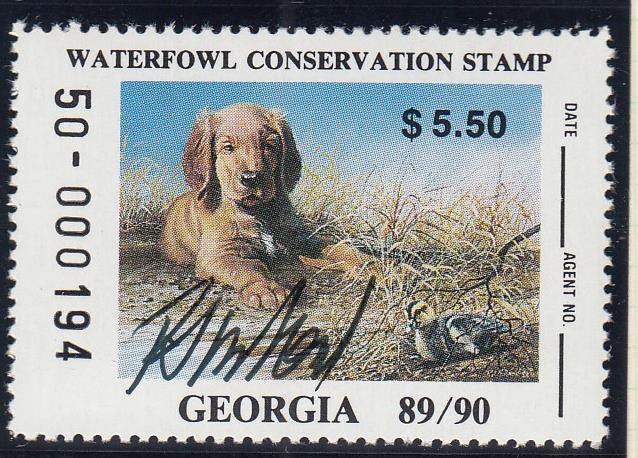 WATERFOWL CONSERVATION STAMP
50-000194
$ 5.50
DATE
AGENT NO.
GEORGIA 89/90